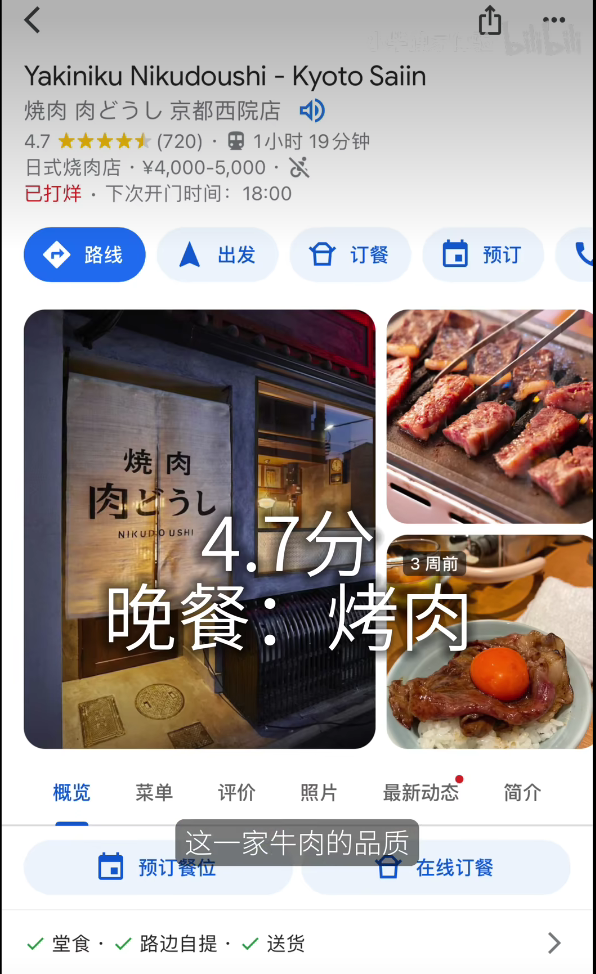 bilibili
Yakiniku Nikudoushi - Kyoto Saiin
焼肉 肉どうし 京都西院店
4.7 (720) · 1小时 19分钟
日式烧肉店 · ¥4,000-5,000 ·
已打烊 · 下次开门时间：18:00
路线 出发 订餐 预订
焼肉
肉どうし
NIKUDOUSHI
4.7分
3 周前
晚餐：烤肉
概览 菜单 评价 照片 最新动态 简介
这一家牛肉的品质
预订餐位 在线订餐
堂食 · 路边自提 · 送货